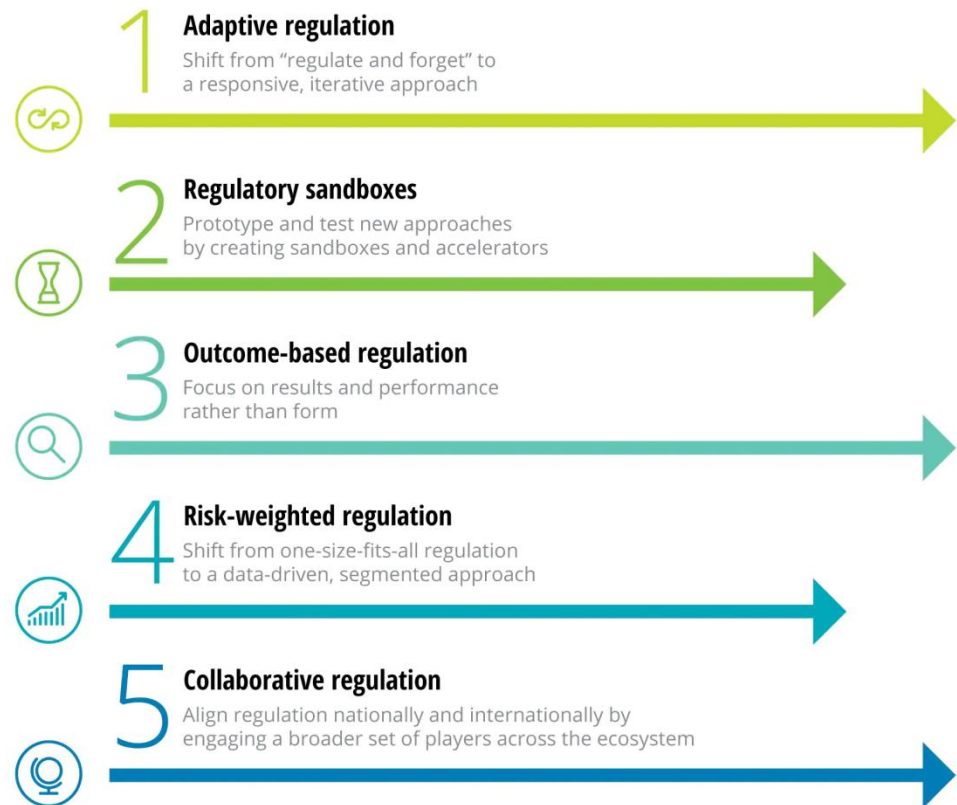 1
Adaptive regulation
Shift from “regulate and forget” to
a responsive, iterative approach
2
Regulatory sandboxes
Prototype and test new approaches
by creating sandboxes and accelerators
3
Outcome-based regulation
Focus on results and performance
rather than form
4
Risk-weighted regulation
Shift from one-size-fits-all regulation
to a data-driven, segmented approach
5
Collaborative regulation
Align regulation nationally and internationally by
engaging a broader set of players across the ecosystem